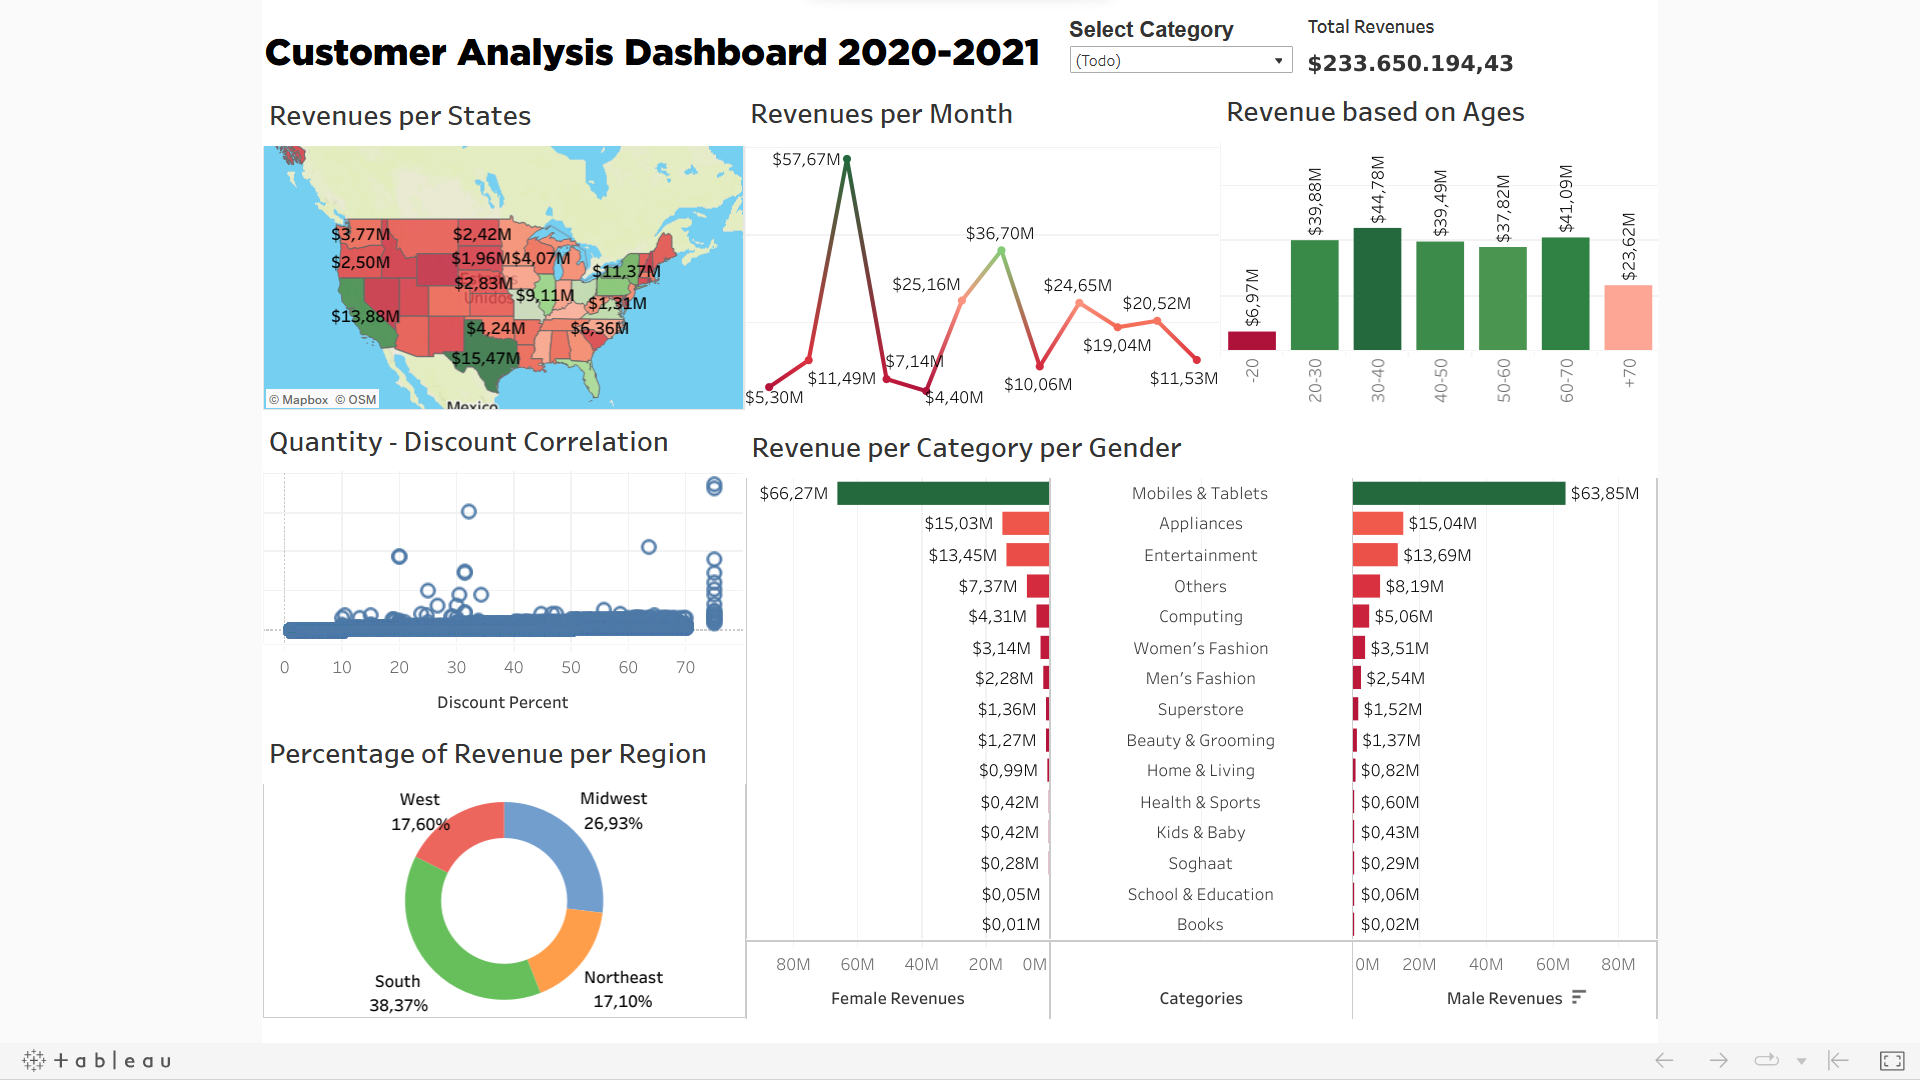 Customer Analysis Dashboard 2020-2021
Select Category
(Todo)
Total Revenues
$233.650.194,43
Revenues per States
$3,77M
$2,42M
$2,50M
$1,96M
$4,07M
$11,37M
$2,83M
Estados
Unidos
$9,11M
$1,31M
$13,88M
$4,24M
$6,36M
$15,47M
Mexico
© Mapbox © OSM
Revenues per Month
$57,67M
$36,70M
$25,16M
$24,65M
$20,52M
$19,04M
$7,14M
$11,49M
$10,06M
$11,53M
$5,30M
$4,40M
Revenue based on Ages
$6,97M
$39,88M
$44,78M
$39,49M
$37,82M
$41,09M
$23,62M
-20
20-30
30-40
40-50
50-60
60-70
+70
Quantity - Discount Correlation
0 10 20 30 40 50 60 70
Discount Percent
Percentage of Revenue per Region
West
17,60%
Midwest
26,93%
South
38,37%
Northeast
17,10%
Revenue per Category per Gender
$66,27M Mobiles & Tablets $63,85M
$15,03M Appliances $15,04M
$13,45M Entertainment $13,69M
$7,37M Others $8,19M
$4,31M Computing $5,06M
$3,14M Women's Fashion $3,51M
$2,28M Men's Fashion $2,54M
$1,36M Superstore $1,52M
$1,27M Beauty & Grooming $1,37M
$0,99M Home & Living $0,82M
$0,42M Health & Sports $0,60M
$0,42M Kids & Baby $0,43M
$0,28M Soghaat $0,29M
$0,05M School & Education $0,06M
$0,01M Books $0,02M
80M 60M 40M 20M 0M 0M 20M 40M 60M 80M
Female Revenues Categories Male Revenues
+ableau